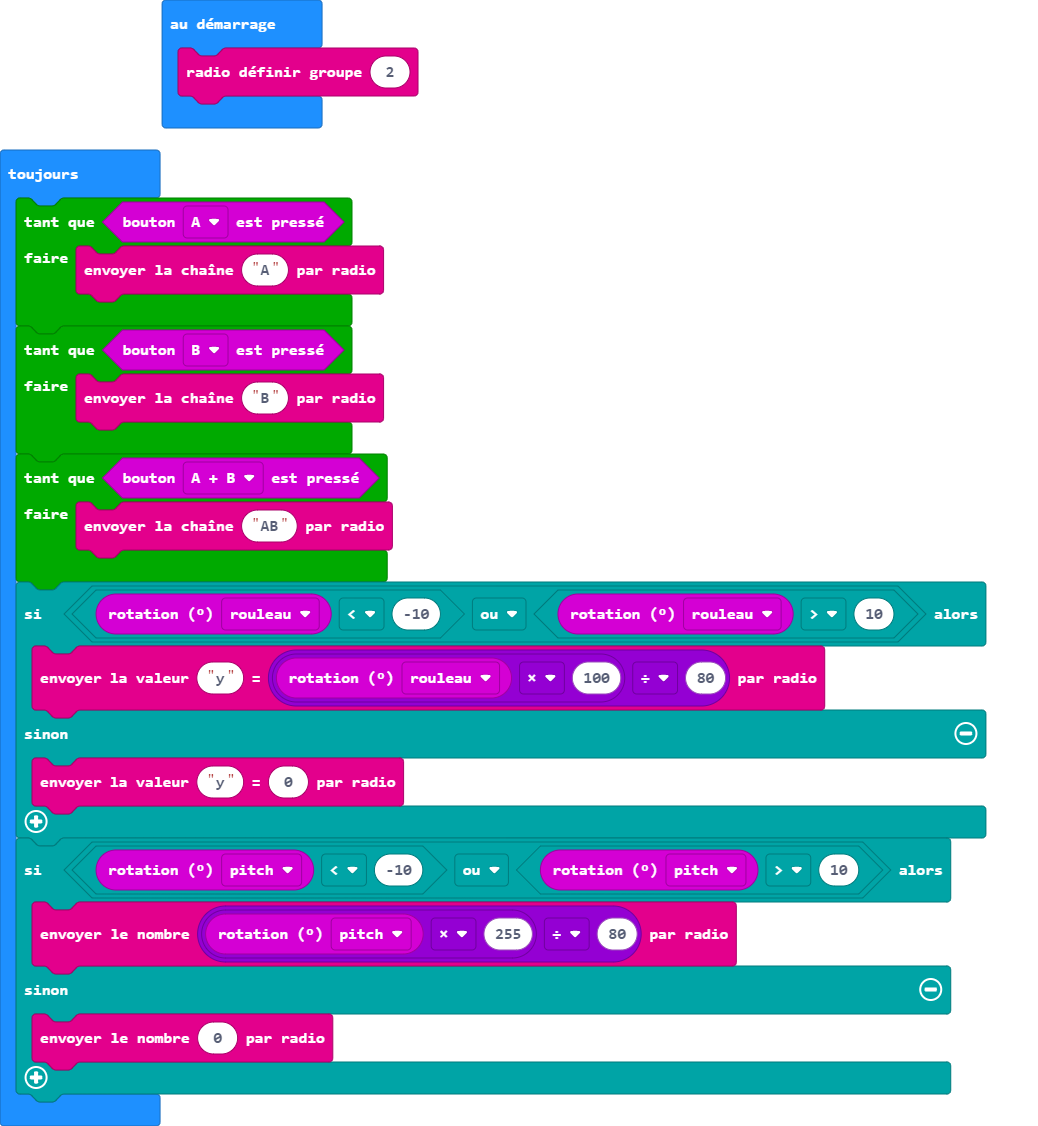 au démarrage
radio définir groupe 2
toujours
tant que bouton A est pressé
faire envoyer la chaîne "A" par radio
tant que bouton B est pressé
faire envoyer la chaîne "B" par radio
tant que bouton A + B est pressé
faire envoyer la chaîne "AB" par radio
si rotation (º) rouleau < -10 ou rotation (º) rouleau > 10 alors
envoyer la valeur "y" = rotation (º) rouleau × 100 ÷ 80 par radio
sinon
envoyer la valeur "y" = 0 par radio
si rotation (º) pitch < -10 ou rotation (º) pitch > 10 alors
envoyer le nombre rotation (º) pitch × 255 ÷ 80 par radio
sinon
envoyer le nombre 0 par radio